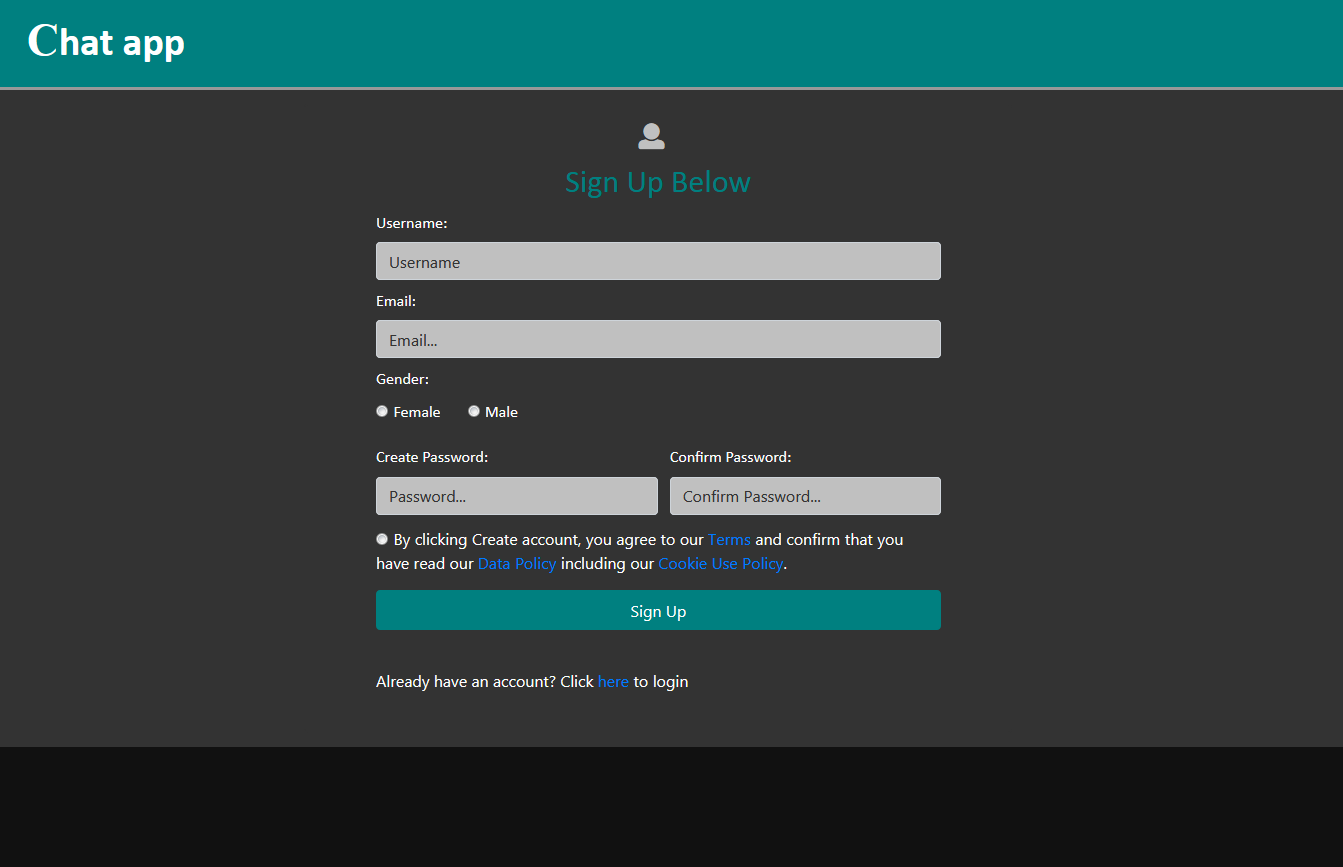 Chat app
Sign Up Below
Username:
Username
Email:
Email...
Gender:
Female Male
Create Password: Confirm Password:
Password... Confirm Password...
By clicking Create account, you agree to our Terms and confirm that you
have read our Data Policy including our Cookie Use Policy.
Sign Up
Already have an account? Click here to login